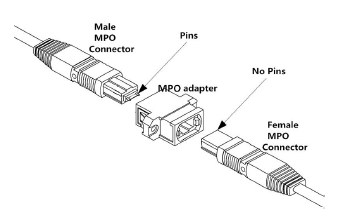 Male
MPO
Connector
Pins
MPO adapter
No Pins
Female
MPO
Connector